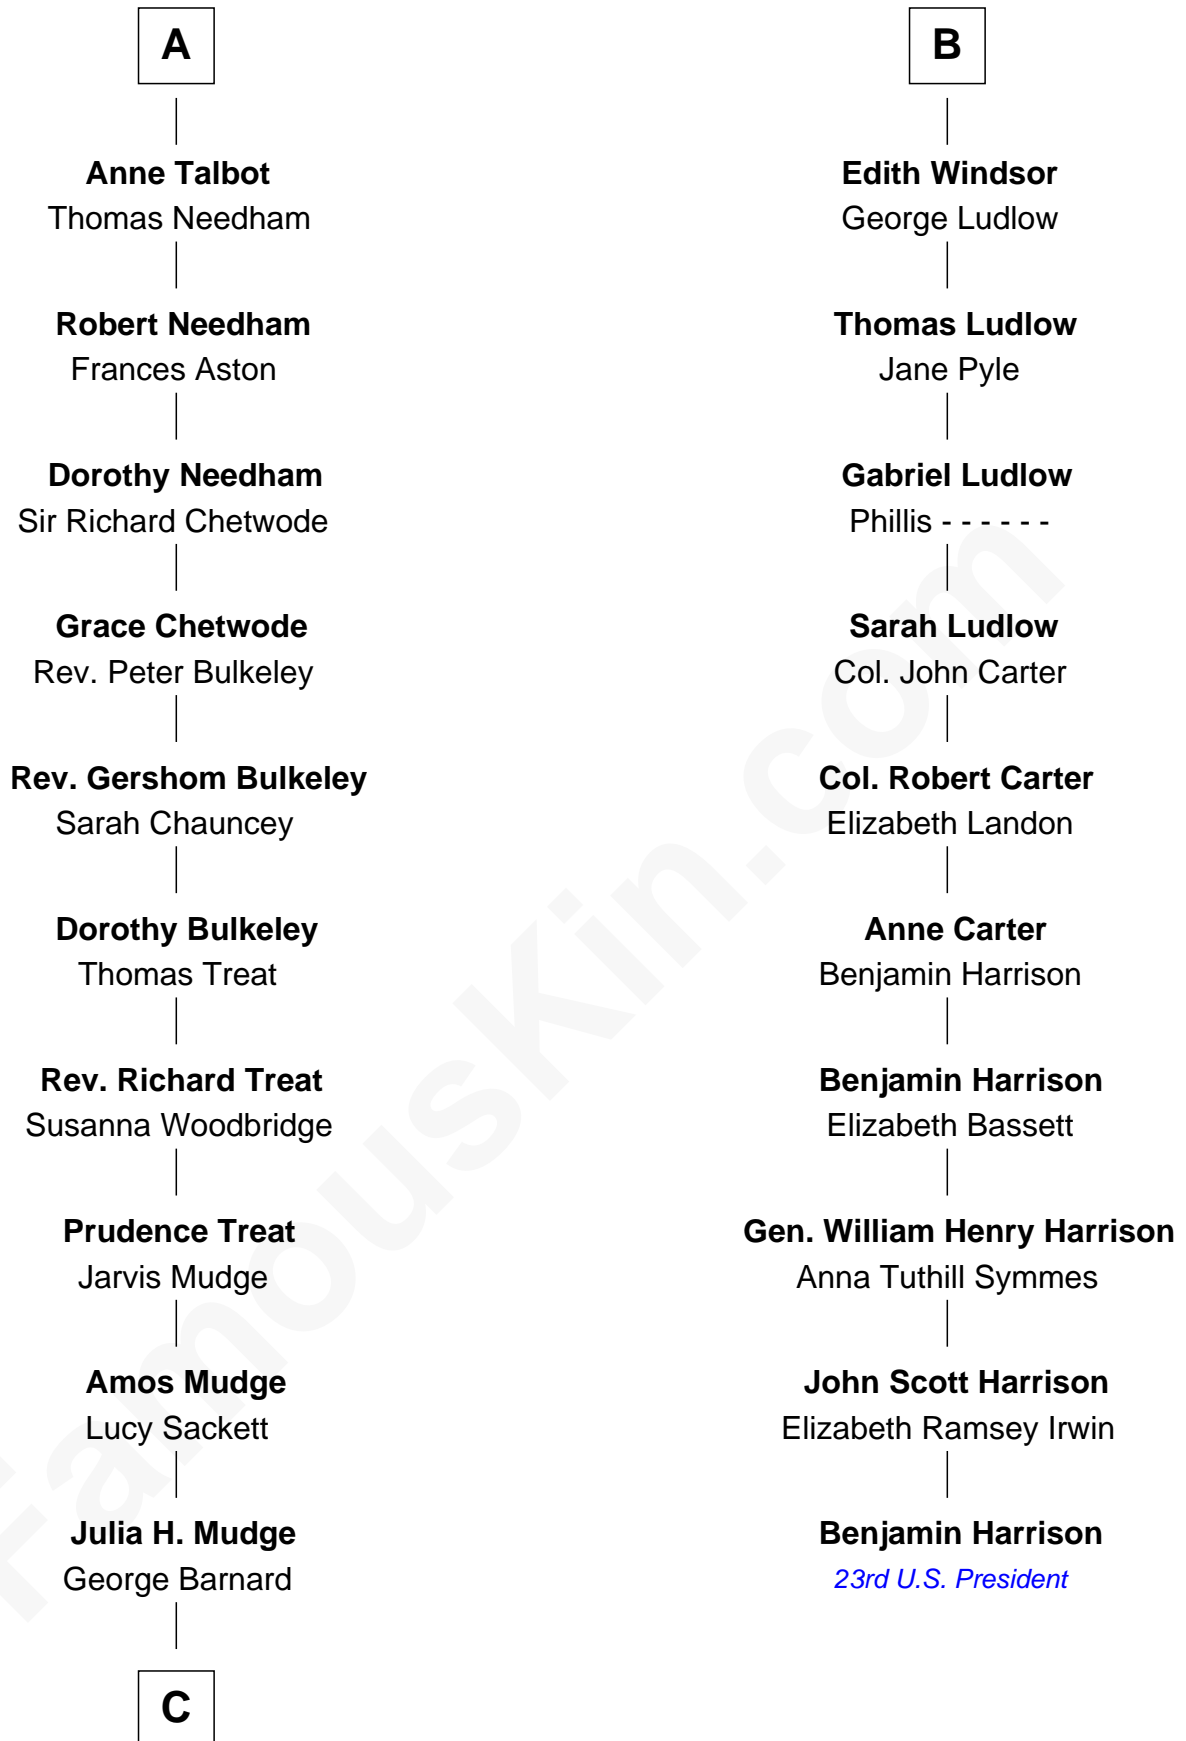 A
Anne Talbot
Thomas Needham
Robert Needham
Frances Aston
Dorothy Needham
Sir Richard Chetwode
Grace Chetwode
Rev. Peter Bulkeley
Rev. Gershom Bulkeley
Sarah Chauncey
Dorothy Bulkeley
Thomas Treat
Rev. Richard Treat
Susanna Woodbridge
Prudence Treat
Jarvis Mudge
Amos Mudge
Lucy Sackett
Julia H. Mudge
George Barnard
C
B
Edith Windsor
George Ludlow
Thomas Ludlow
Jane Pyle
Gabriel Ludlow
Phillis - - - - - -
Sarah Ludlow
Col. John Carter
Col. Robert Carter
Elizabeth Landon
Anne Carter
Benjamin Harrison
Benjamin Harrison
Elizabeth Bassett
Gen. William Henry Harrison
Anna Tuthill Symmes
John Scott Harrison
Elizabeth Ramsey Irwin
Benjamin Harrison
23rd U.S. President
FamousKin.com